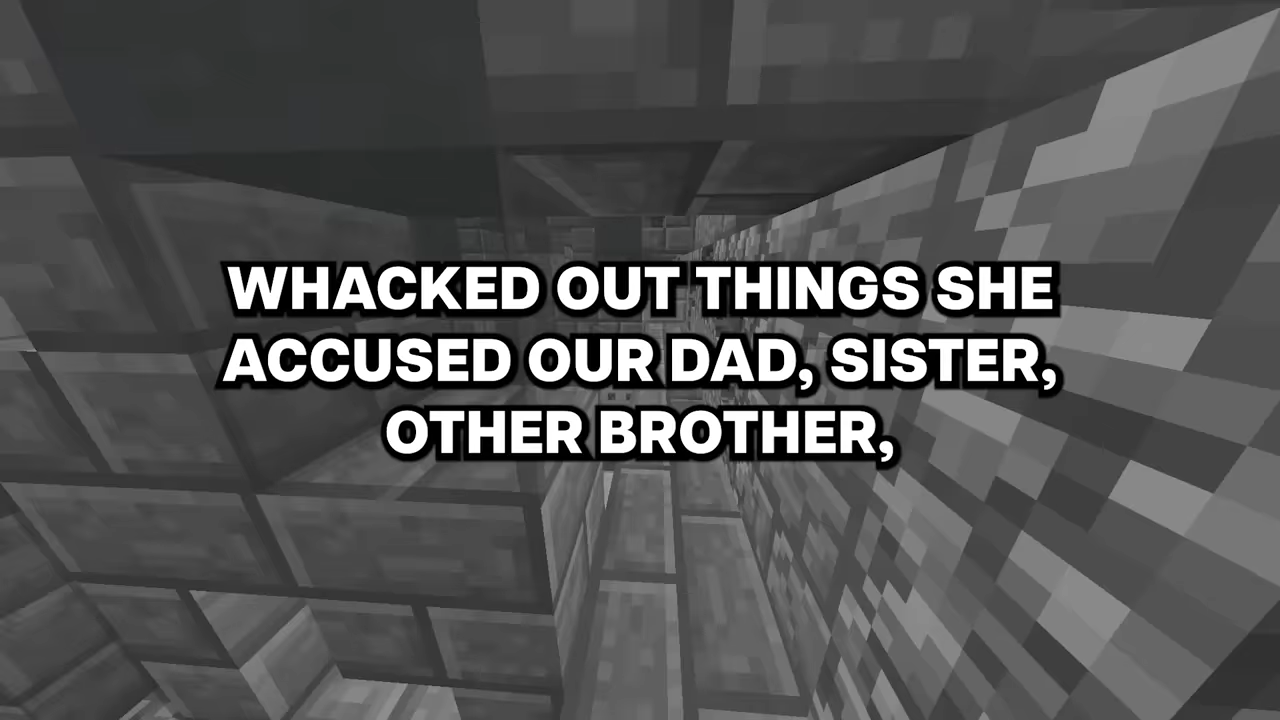 WHACKED OUT THINGS SHE
ACCUSED OUR DAD, SISTER,
OTHER BROTHER,